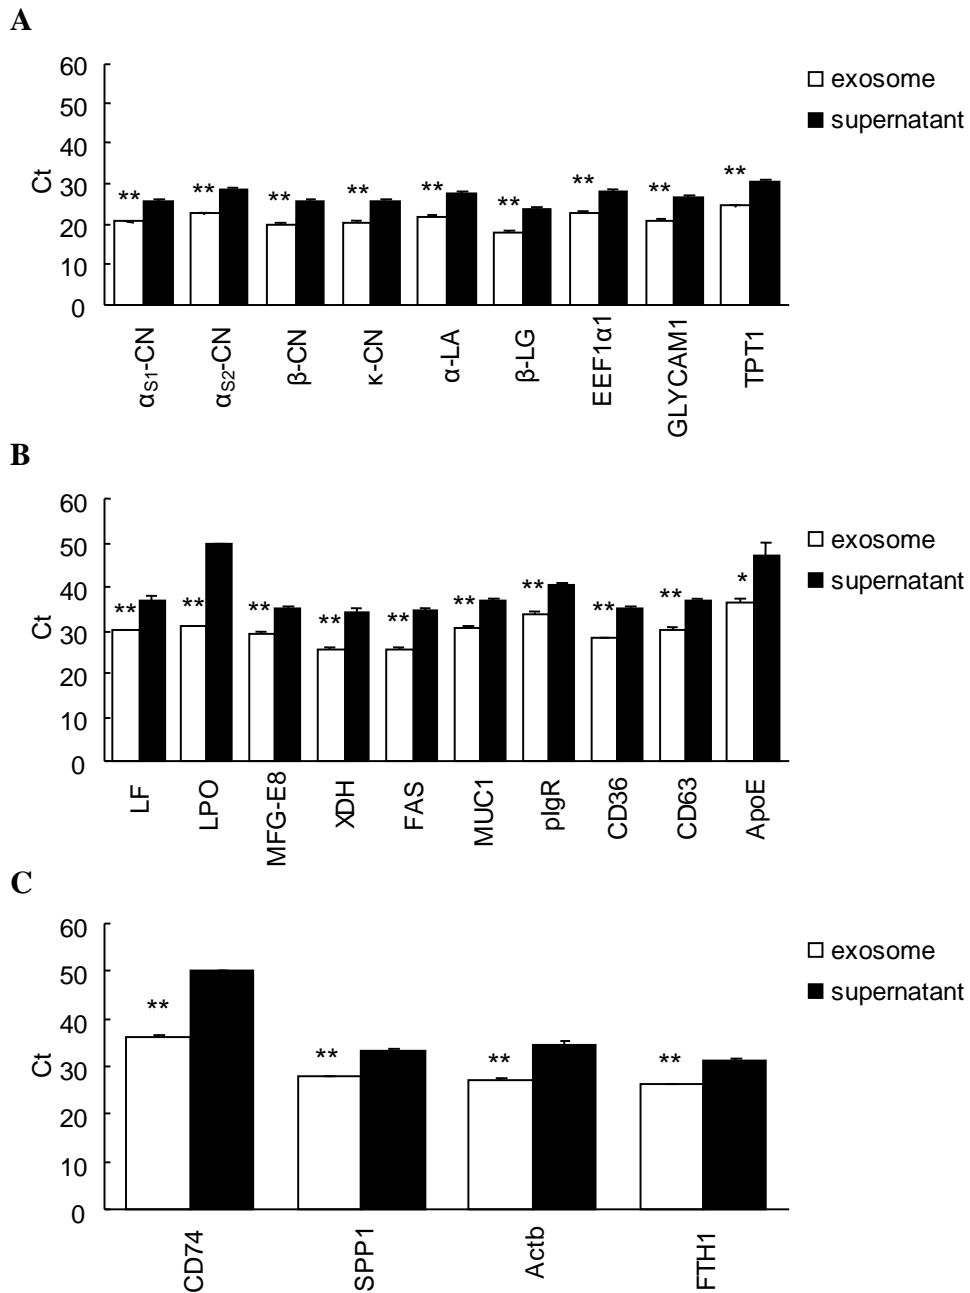 A
60
50
40
30
20
10
0
Ct
** ** ** ** ** ** ** ** **
exosome
supernatant
αS1-CN αS2-CN β-CN κ-CN α-LA β-LG EEF1α1 GLYCAM1 TPT1
B
60
50
40
30
20
10
0
Ct
** ** ** ** ** ** ** ** ** *
exosome
supernatant
LF LPO MFG-E8 XDH FAS MUC1 pIgR CD36 CD63 ApoE
C
60
50
40
30
20
10
0
Ct
** ** ** **
exosome
supernatant
CD74 SPP1 Actb FTH1